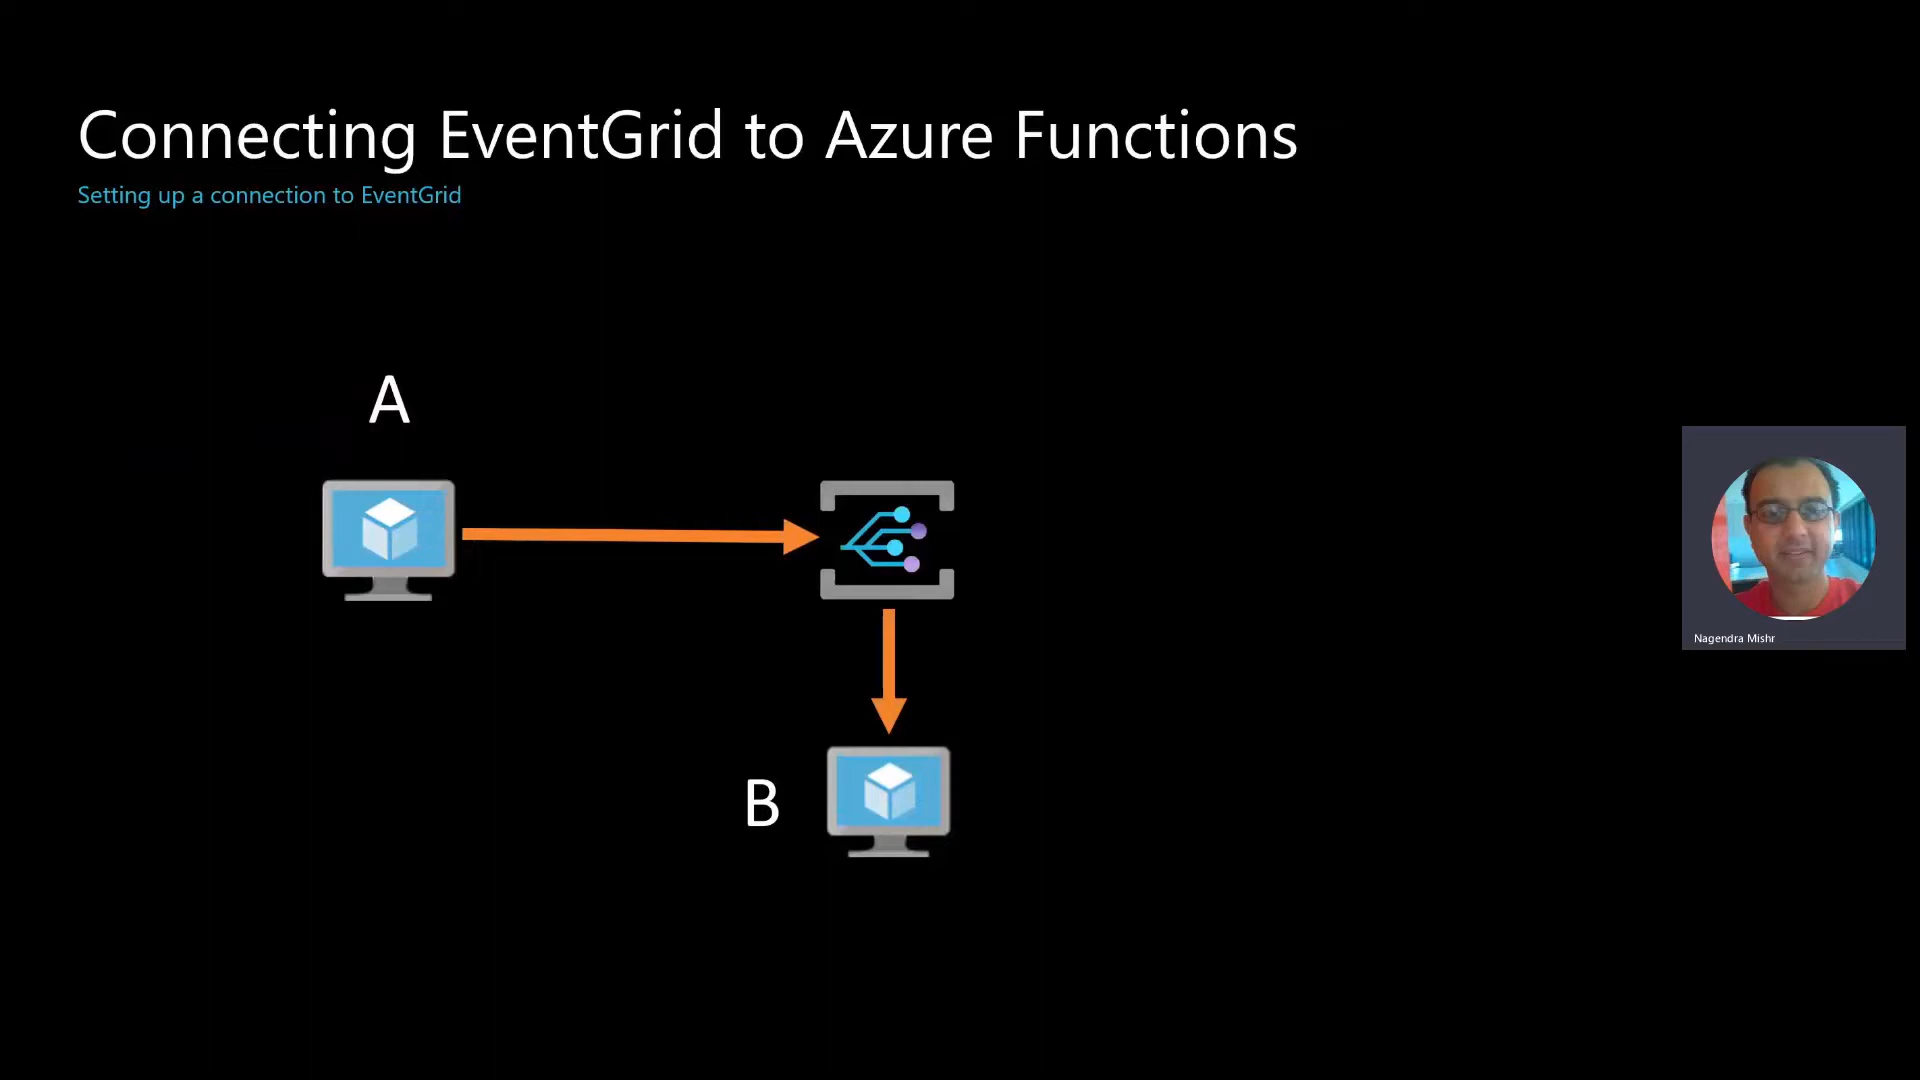 Connecting EventGrid to Azure Functions
Setting up a connection to EventGrid
A
B
Nagendra Mishr